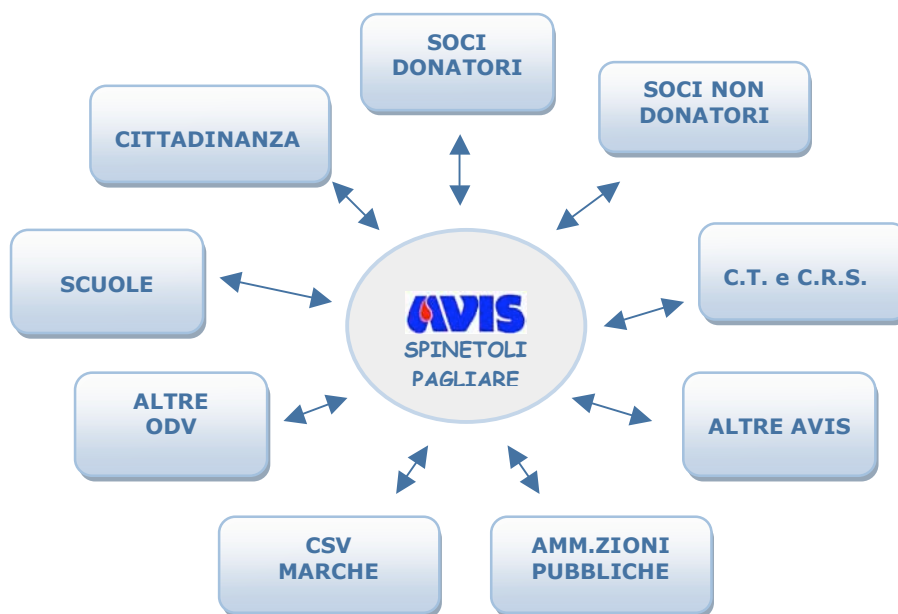 SOCI
DONATORI
SOCI NON
DONATORI
CITTADINANZA
C.T. e C.R.S.
SCUOLE
AVIS
SPINETOLI
PAGLIARE
ALTRE
ODV
ALTRE AVIS
CSV
MARCHE
AMM.ZIONI
PUBBLICHE